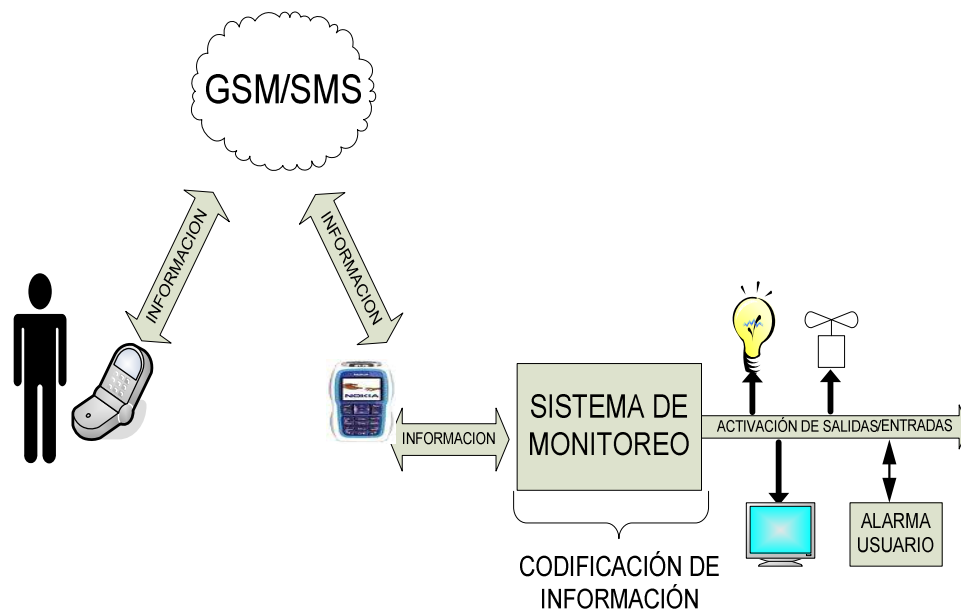 GSM/SMS
INFORMACION
INFORMACION
NOKIA
INFORMACION
SISTEMA DE
MONITOREO
ACTIVACIÓN DE SALIDAS/ENTRADAS
ALARMA
USUARIO
CODIFICACIÓN DE
INFORMACIÓN